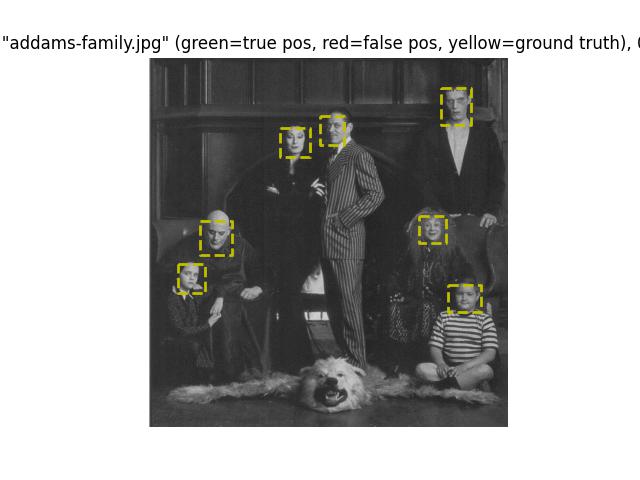 "addams-family.jpg" (green=true pos, red=false pos, yellow=ground truth),